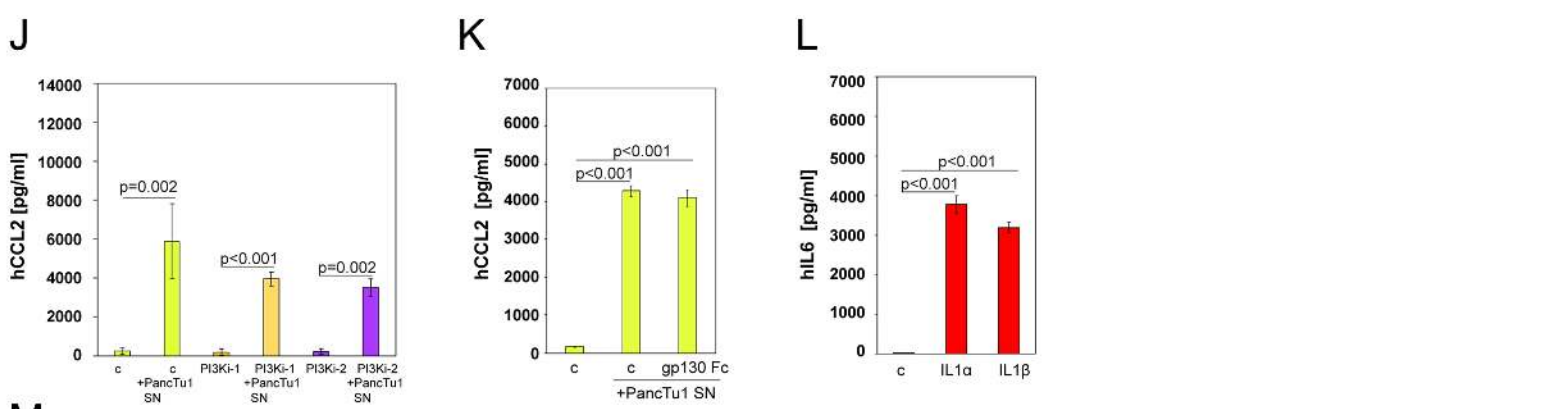 J
hCCL2 [pg/ml]
14000
12000
10000
8000
6000
4000
2000
0
p=0.002
p<0.001
p=0.002
c c PI3Ki-1 PI3Ki-1 PI3Ki-2 PI3Ki-2
+PancTu1 +PancTu1 +PancTu1
SN SN SN
K
hCCL2 [pg/ml]
7000
6000
5000
4000
3000
2000
1000
0
p<0.001
p<0.001
c c gp130 Fc
+PancTu1 SN
L
hIL6 [pg/ml]
7000
6000
5000
4000
3000
2000
1000
0
p<0.001
p<0.001
c IL1α IL1β